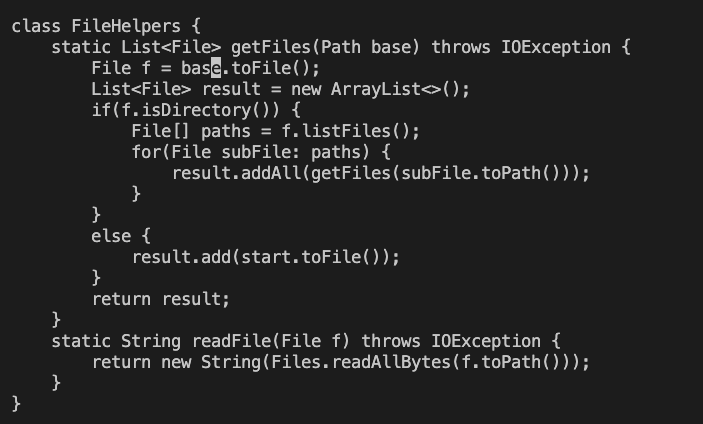 class FileHelpers {
    static List<File> getFiles(Path base) throws IOException {
        File f = base.toFile();
        List<File> result = new ArrayList<>();
        if(f.isDirectory()) {
            File[] paths = f.listFiles();
            for(File subFile: paths) {
                result.addAll(getFiles(subFile.toPath()));
            }
        }
        else {
            result.add(start.toFile());
        }
        return result;
    }
    static String readFile(File f) throws IOException {
        return new String(Files.readAllBytes(f.toPath()));
    }
}